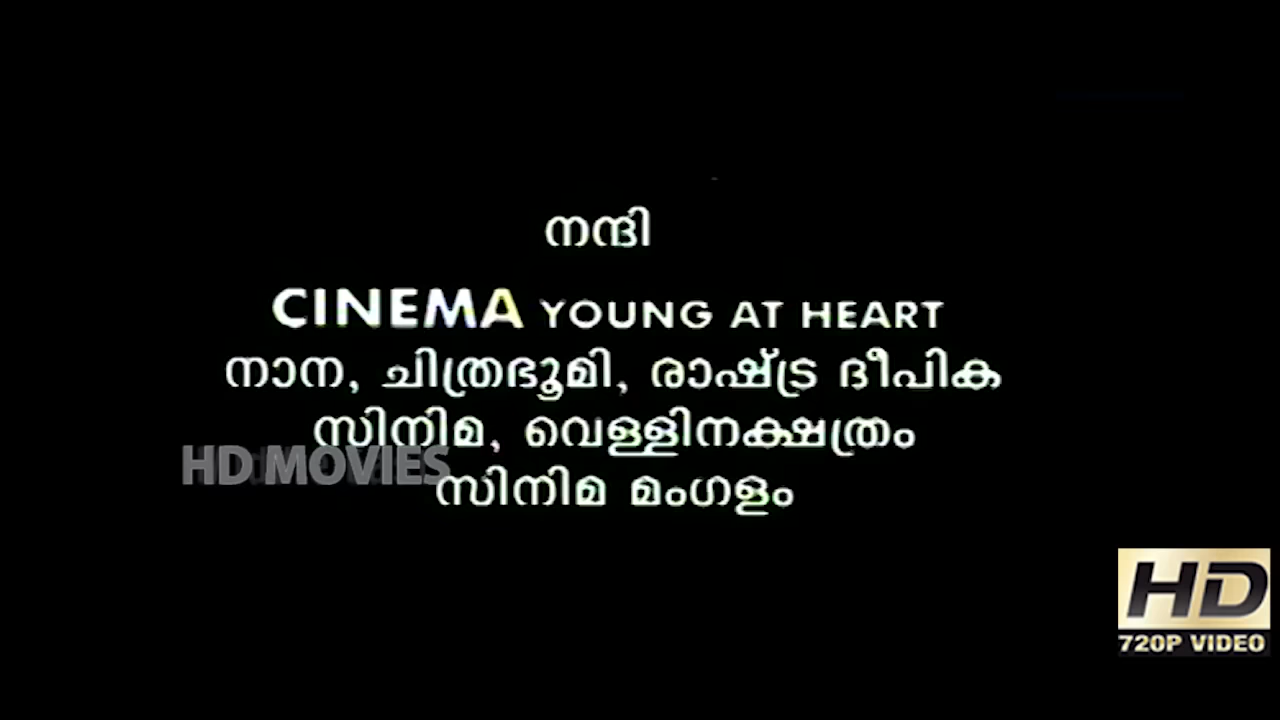 നന്ദി
CINEMA YOUNG AT HEART
നാന, ചിത്രഭൂമി, രാഷ്ട്ര ദീപിക
സിനിമ, വെള്ളിനക്ഷത്രം
HD MOVIES
സിനിമ മംഗളം
HD
720P VIDEO